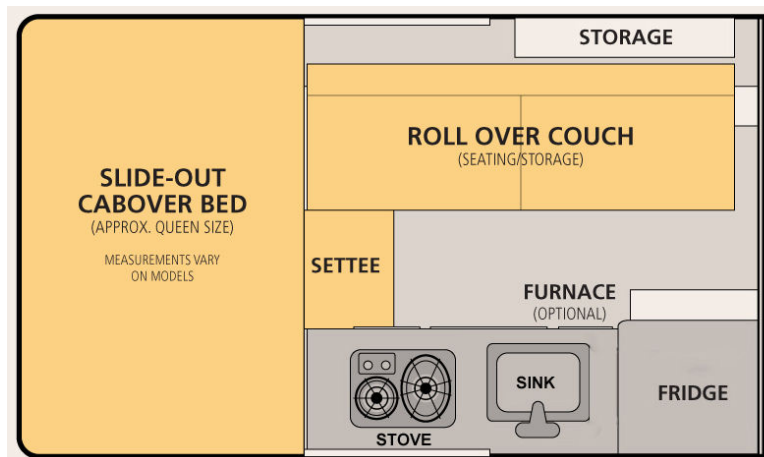 STORAGE
ROLL OVER COUCH
(SEATING/STORAGE)
SLIDE-OUT
CABOVER BED
(APPROX. QUEEN SIZE)
MEASUREMENTS VARY
ON MODELS
SETTEE
FURNACE
(OPTIONAL)
STOVE
SINK
FRIDGE